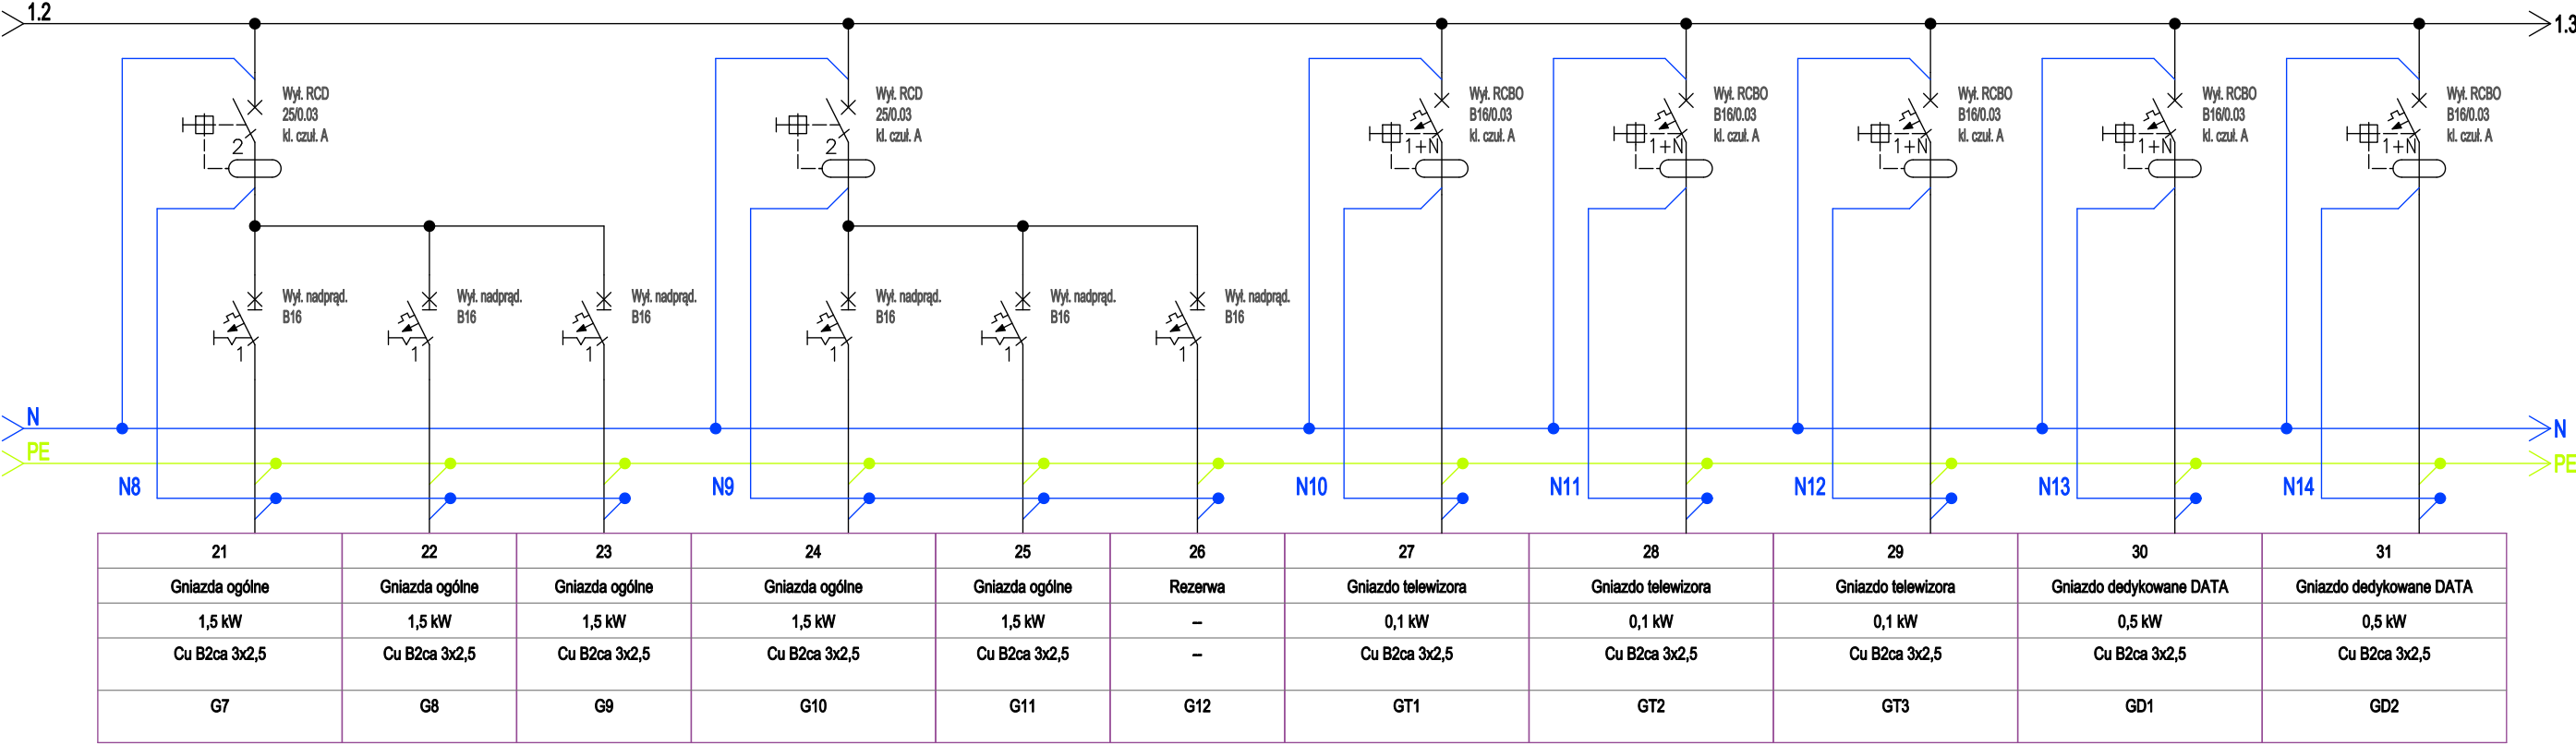 1.2
1.3
Wył. RCD
25/0.03
kl. czuł. A
2
Wył. RCD
25/0.03
kl. czuł. A
2
Wył. RCBO
B16/0.03
kl. czuł. A
1+N
Wył. RCBO
B16/0.03
kl. czuł. A
1+N
Wył. RCBO
B16/0.03
kl. czuł. A
1+N
Wył. RCBO
B16/0.03
kl. czuł. A
1+N
Wył. RCBO
B16/0.03
kl. czuł. A
1+N
Wył. nadprąd.
B16
1
Wył. nadprąd.
B16
1
Wył. nadprąd.
B16
1
Wył. nadprąd.
B16
1
Wył. nadprąd.
B16
1
Wył. nadprąd.
B16
1
N
N
PE
PE
N8
N9
N10
N11
N12
N13
N14
21 22 23 24 25 26 27 28 29 30 31
Gniazda ogólne Gniazda ogólne Gniazda ogólne Gniazda ogólne Gniazda ogólne Rezerwa Gniazdo telewizora Gniazdo telewizora Gniazdo telewizora Gniazdo dedykowane DATA Gniazdo dedykowane DATA
1,5 kW 1,5 kW 1,5 kW 1,5 kW 1,5 kW – 0,1 kW 0,1 kW 0,1 kW 0,5 kW 0,5 kW
Cu B2ca 3x2,5 Cu B2ca 3x2,5 Cu B2ca 3x2,5 Cu B2ca 3x2,5 Cu B2ca 3x2,5 – Cu B2ca 3x2,5 Cu B2ca 3x2,5 Cu B2ca 3x2,5 Cu B2ca 3x2,5 Cu B2ca 3x2,5
G7 G8 G9 G10 G11 G12 GT1 GT2 GT3 GD1 GD2